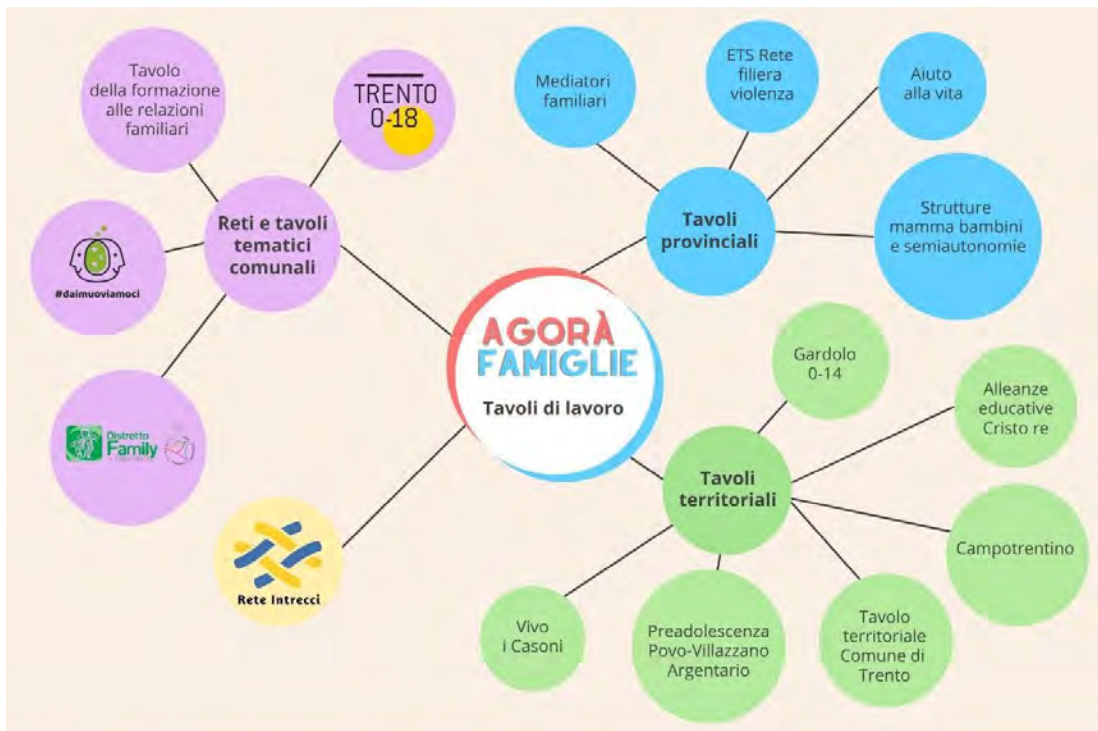 Tavolo
della formazione
alle relazioni
familiari
TRENTO
0-18
Reti e tavoli
tematici
comunali
#daimuoviamoci
Distretto
Family
Rete Intrecci
AGORÀ
FAMIGLIE
Tavoli di lavoro
Mediatori
familiari
ETS Rete
filiera
violenza
Aiuto
alla vita
Tavoli
provinciali
Strutture
mamma bambini
e semiautonomie
Gardolo
0-14
Alleanze
educative
Cristo re
Tavoli
territoriali
Campotrentino
Vivo
i Casoni
Preadolescenza
Povo-Villazzano
Argentario
Tavolo
territoriale
Comune di
Trento